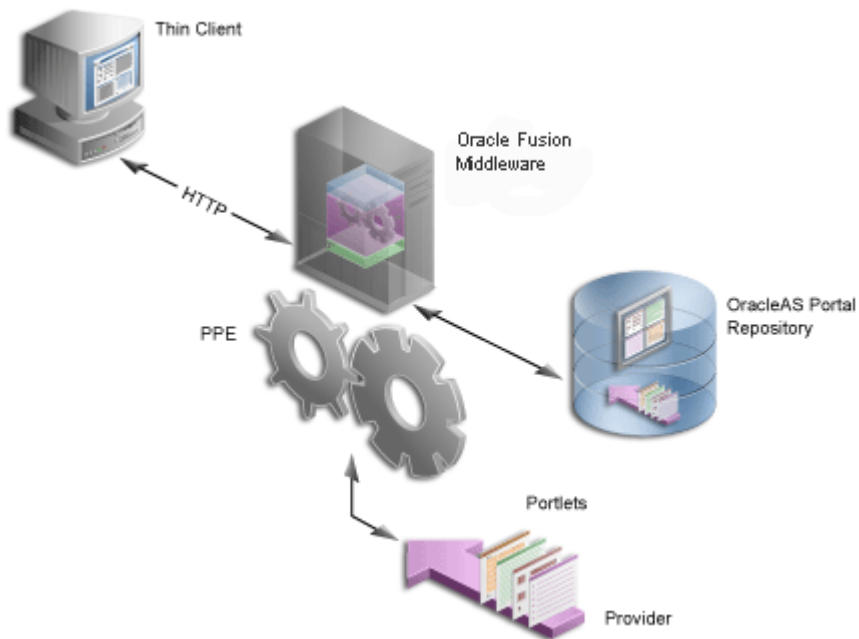 Thin Client
Oracle Fusion
Middleware
HTTP
OracleAS Portal
Repository
PPE
Portlets
Provider